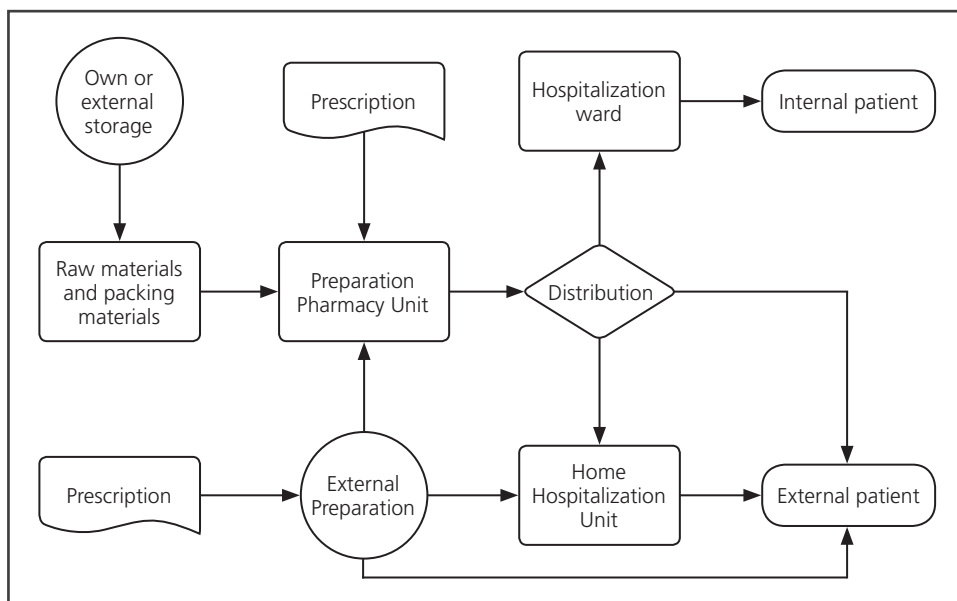 Own or
external
storage
Prescription
Hospitalization
ward
Internal patient
Raw materials
and packing
materials
Preparation
Pharmacy Unit
Distribution
Prescription
External
Preparation
Home
Hospitalization
Unit
External patient